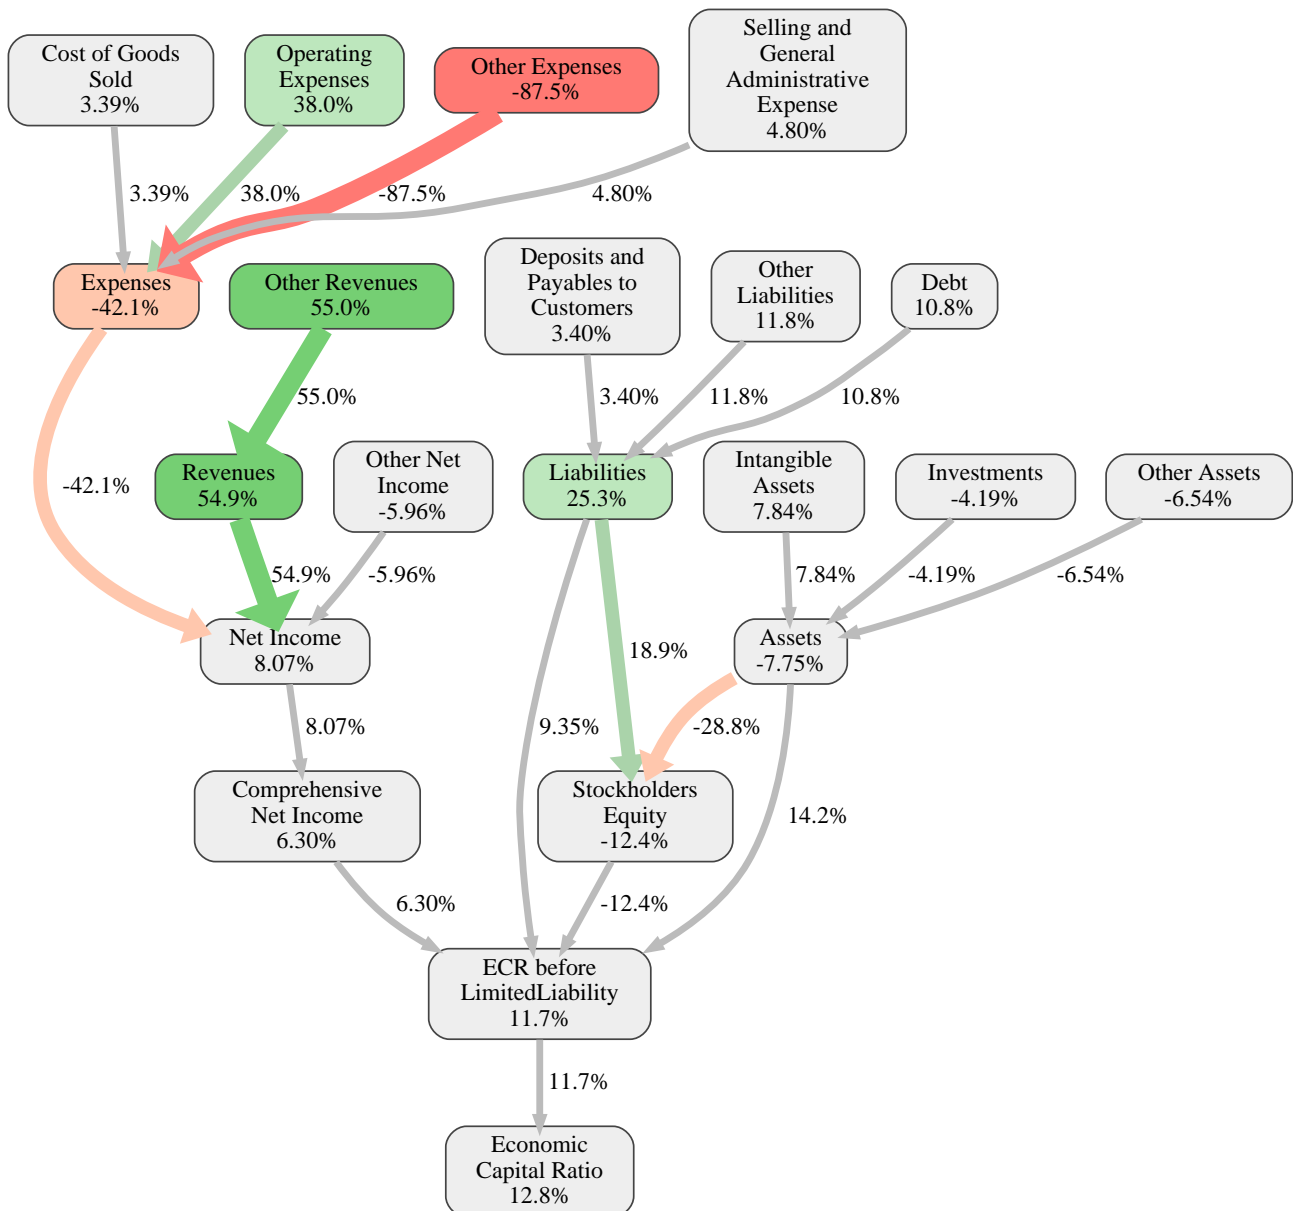 Cost of Goods
Sold
3.39%
Operating
Expenses
38.0%
Other Expenses
-87.5%
Selling and
General
Administrative
Expense
4.80%
3.39%
38.0%
-87.5%
4.80%
Expenses
-42.1%
Other Revenues
55.0%
Deposits and
Payables to
Customers
3.40%
Other
Liabilities
11.8%
Debt
10.8%
55.0%
3.40%
11.8%
10.8%
-42.1%
Revenues
54.9%
Other Net
Income
-5.96%
Liabilities
25.3%
Intangible
Assets
7.84%
Investments
-4.19%
Other Assets
-6.54%
54.9%
-5.96%
7.84%
-4.19%
-6.54%
Net Income
8.07%
18.9%
Assets
-7.75%
8.07%
9.35%
-28.8%
Comprehensive
Net Income
6.30%
Stockholders
Equity
-12.4%
14.2%
6.30%
-12.4%
ECR before
LimitedLiability
11.7%
11.7%
Economic
Capital Ratio
12.8%